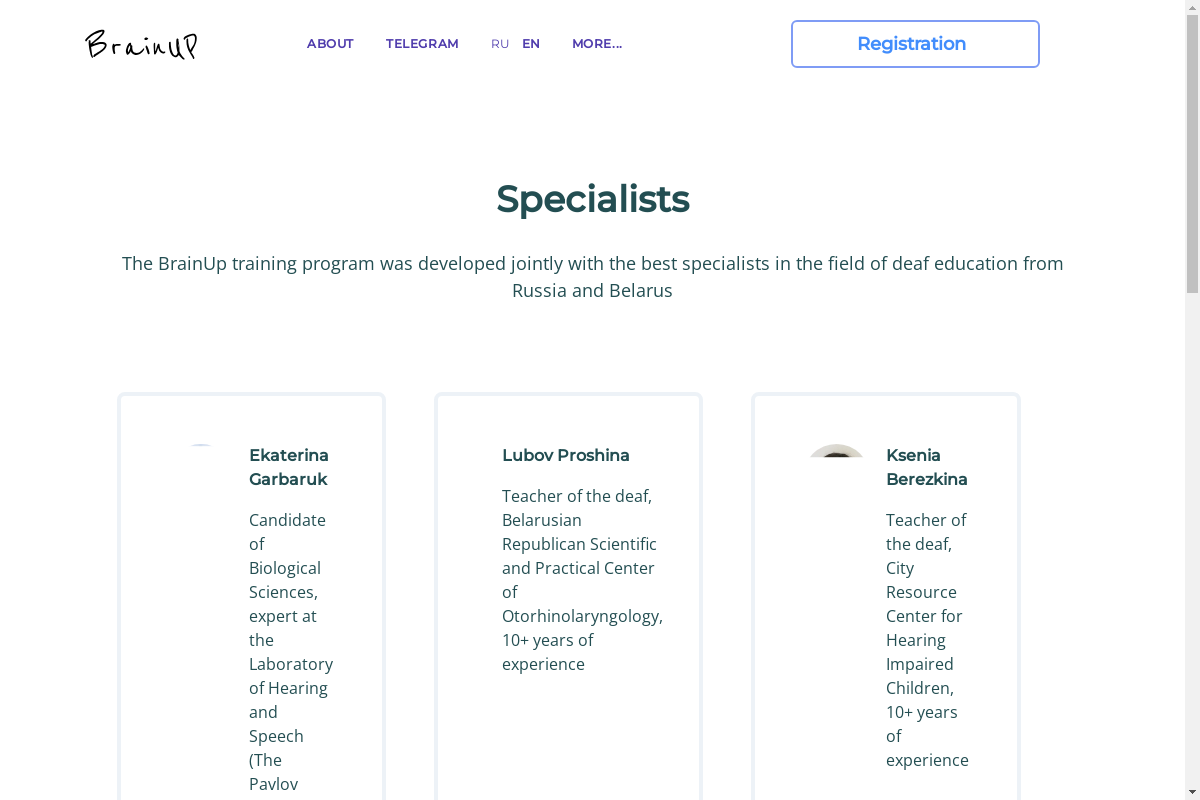 BrainUP
ABOUT
TELEGRAM
RU
EN
MORE...
Registration
Specialists
The BrainUp training program was developed jointly with the best specialists in the field of deaf education from
Russia and Belarus
Ekaterina
Garbaruk
Candidate
of
Biological
Sciences,
expert at
the
Laboratory
of Hearing
and
Speech
(The
Pavlov
Lubov Proshina
Teacher of the deaf,
Belarusian
Republican Scientific
and Practical Center
of
Otorhinolaryngology,
10+ years of
experience
Ksenia
Berezkina
Teacher of
the deaf,
City
Resource
Center for
Hearing
Impaired
Children,
10+ years
of
experience